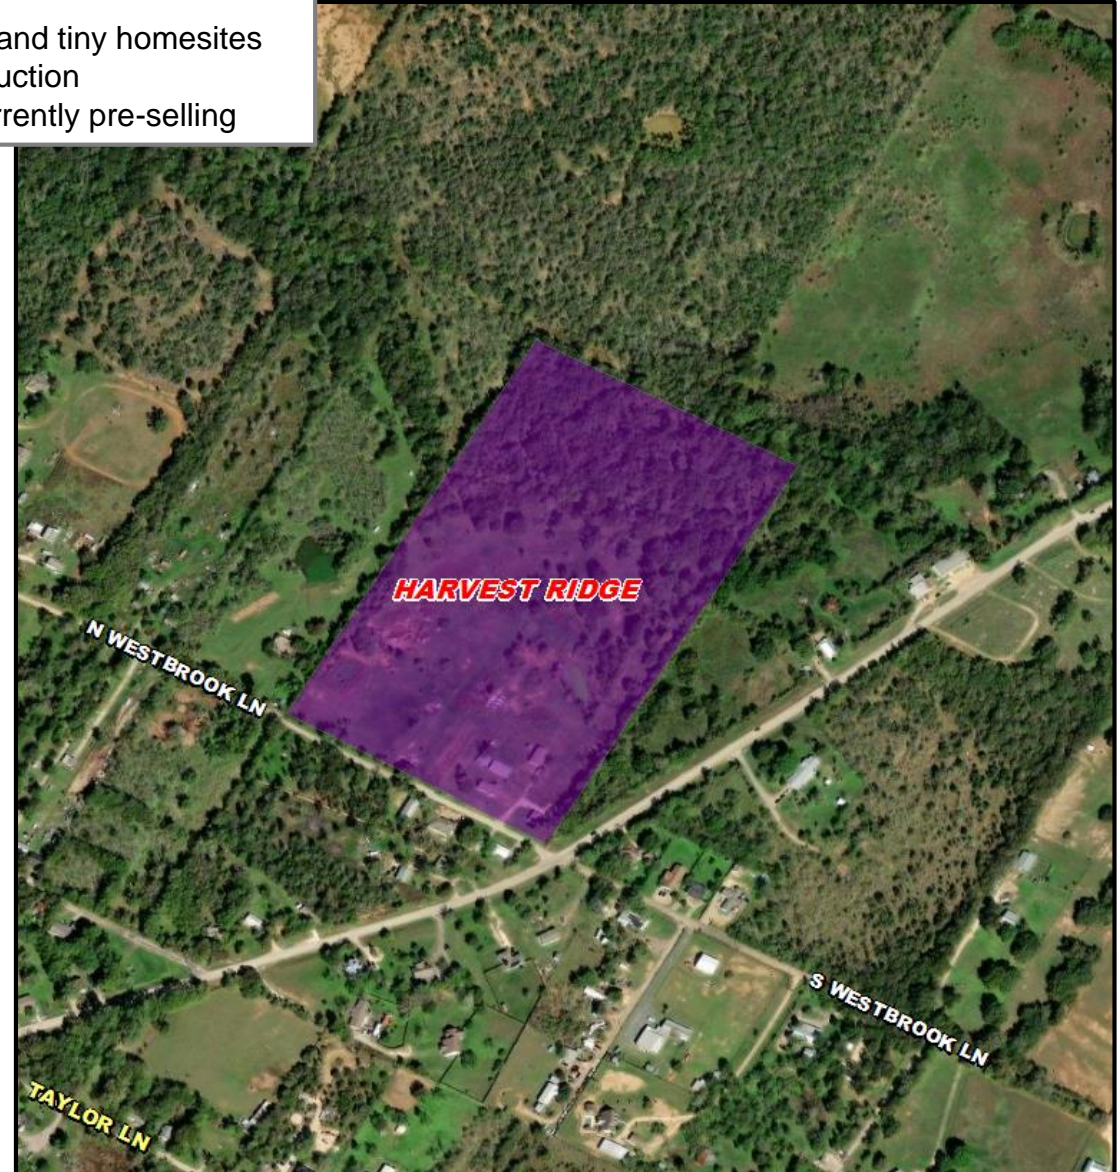 and tiny homesites
uction
rrently pre-selling
HARVEST RIDGE
N WESTBROOK LN
S WESTBROOK LN
TAYLOR LN